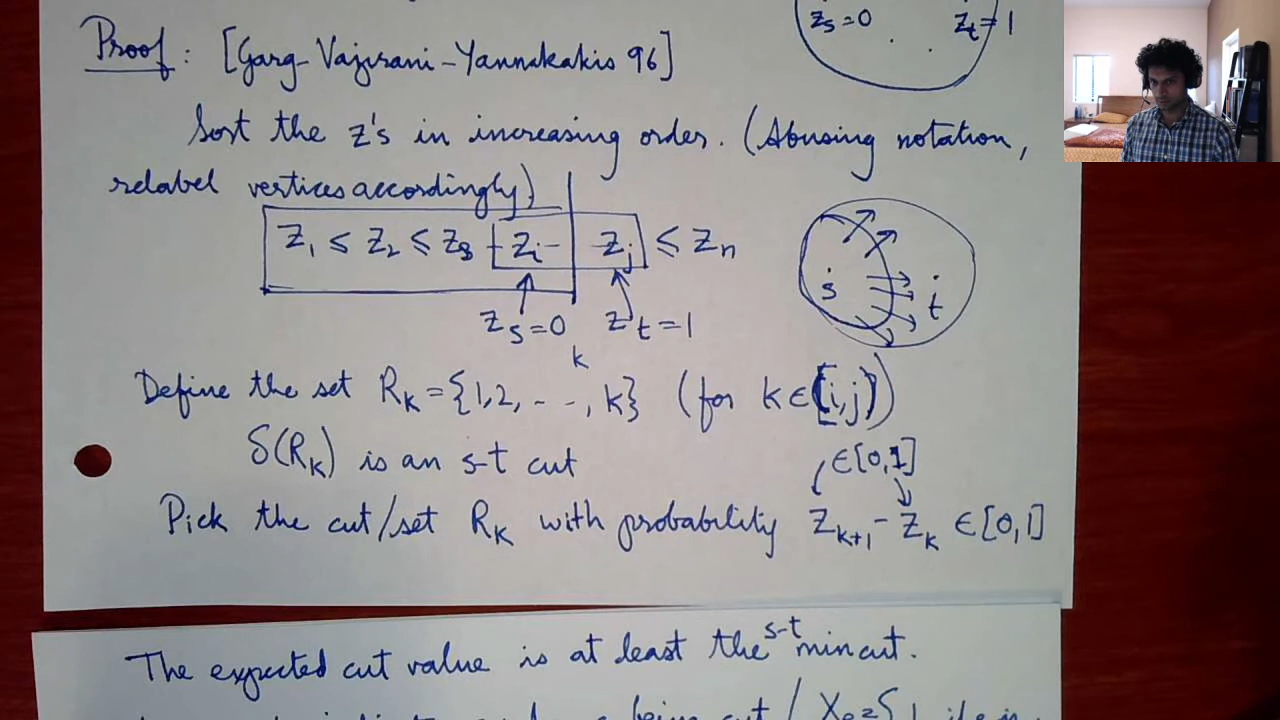 Zs=0 Zt=1
Proof: [Garg-Vazirani-Yannakakis 96]
Sort the z's in increasing order. (Abusing notation,
relabel vertices accordingly)
Z1 ≤ Z2 ≤ Z3 - Zi - Zj ≤ Zn
s t
Zs=0 Zt=1
k
Define the set Rk={1,2, - - -, k} (for k∈[i,j))
δ(Rk) is an s-t cut
∈[0,1]
Pick the cut/set Rk with probability Zk+1 - Zk ∈[0,1]
The expected cut value is at least the s-t min cut.
being cut